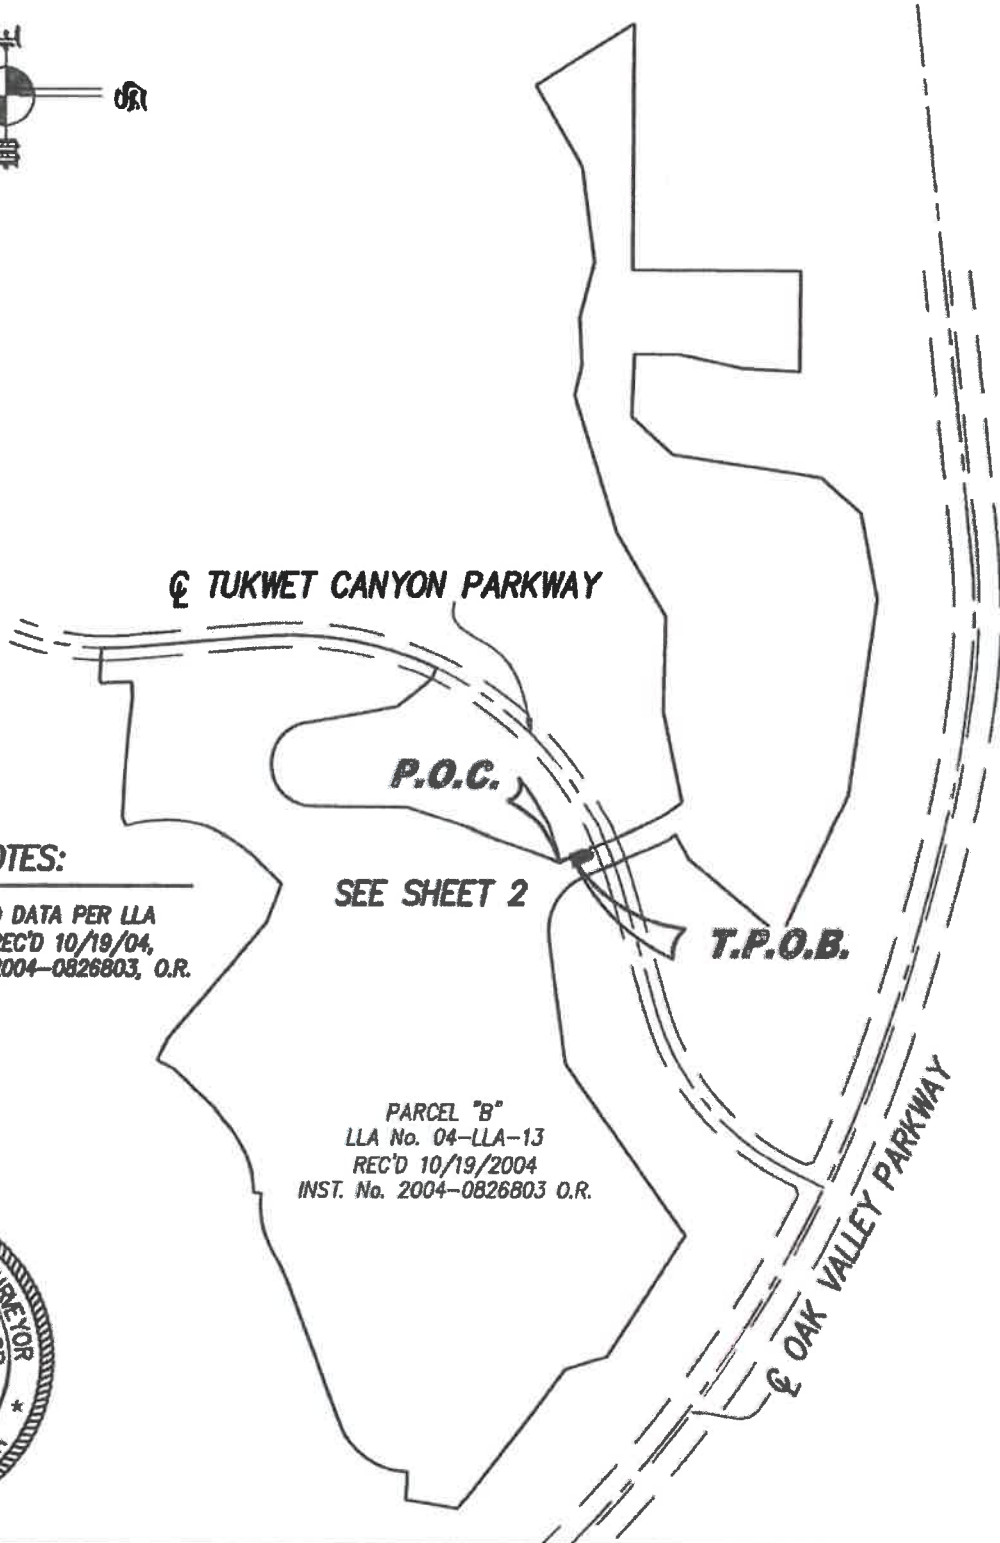 ℄ TUKWET CANYON PARKWAY
P.O.C.
SEE SHEET 2
T.P.O.B.
OTES:
DATA PER LLA
REC'D 10/19/04,
2004-0826803, O.R.
PARCEL "B"
LLA No. 04-LLA-13
REC'D 10/19/2004
INST. No. 2004-0826803 O.R.
℄ OAK VALLEY PARKWAY
RVEYOR